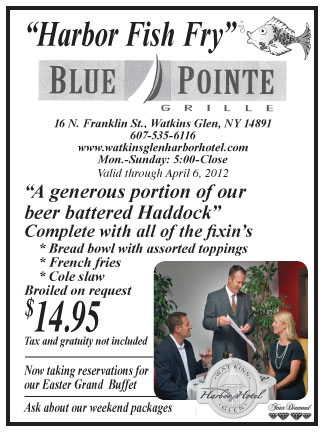 “Harbor Fish Fry”
BLUE POINTE
GRILLE
16 N. Franklin St., Watkins Glen, NY 14891
607-535-6116
www.watkinsglenharborhotel.com
Mon.-Sunday: 5:00-Close
Valid through April 6, 2012
“A generous portion of our
beer battered Haddock”
Complete with all of the fixin’s
* Bread bowl with assorted toppings
* French fries
* Cole slaw
Broiled on request
$14.95
Tax and gratuity not included
Now taking reservations for
our Easter Grand Buffet
Ask about our weekend packages
WATKINS
Harbor Hotel
GLEN
Four Diamond